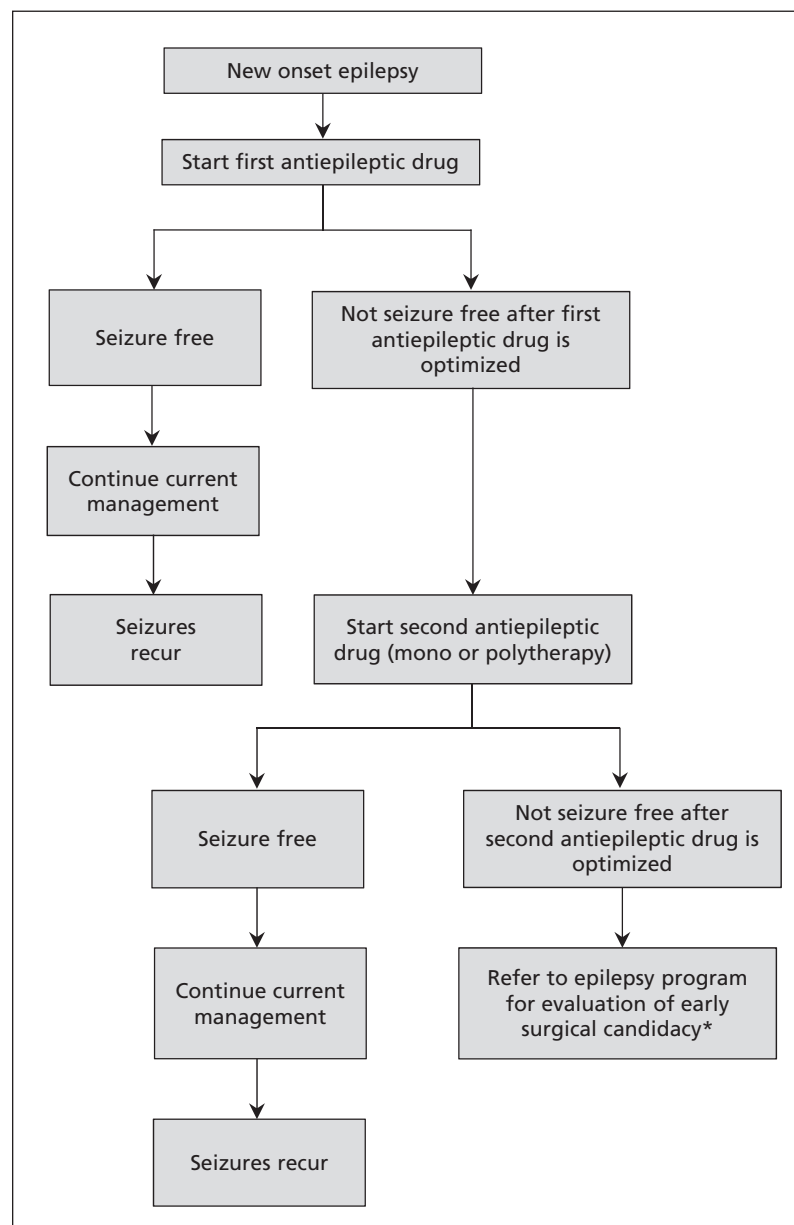 New onset epilepsy
Start first antiepileptic drug
Seizure free
Not seizure free after first
antiepileptic drug is
optimized
Continue current
management
Seizures
recur
Start second antiepileptic
drug (mono or polytherapy)
Seizure free
Not seizure free after
second antiepileptic drug is
optimized
Continue current
management
Refer to epilepsy program
for evaluation of early
surgical candidacy*
Seizures recur